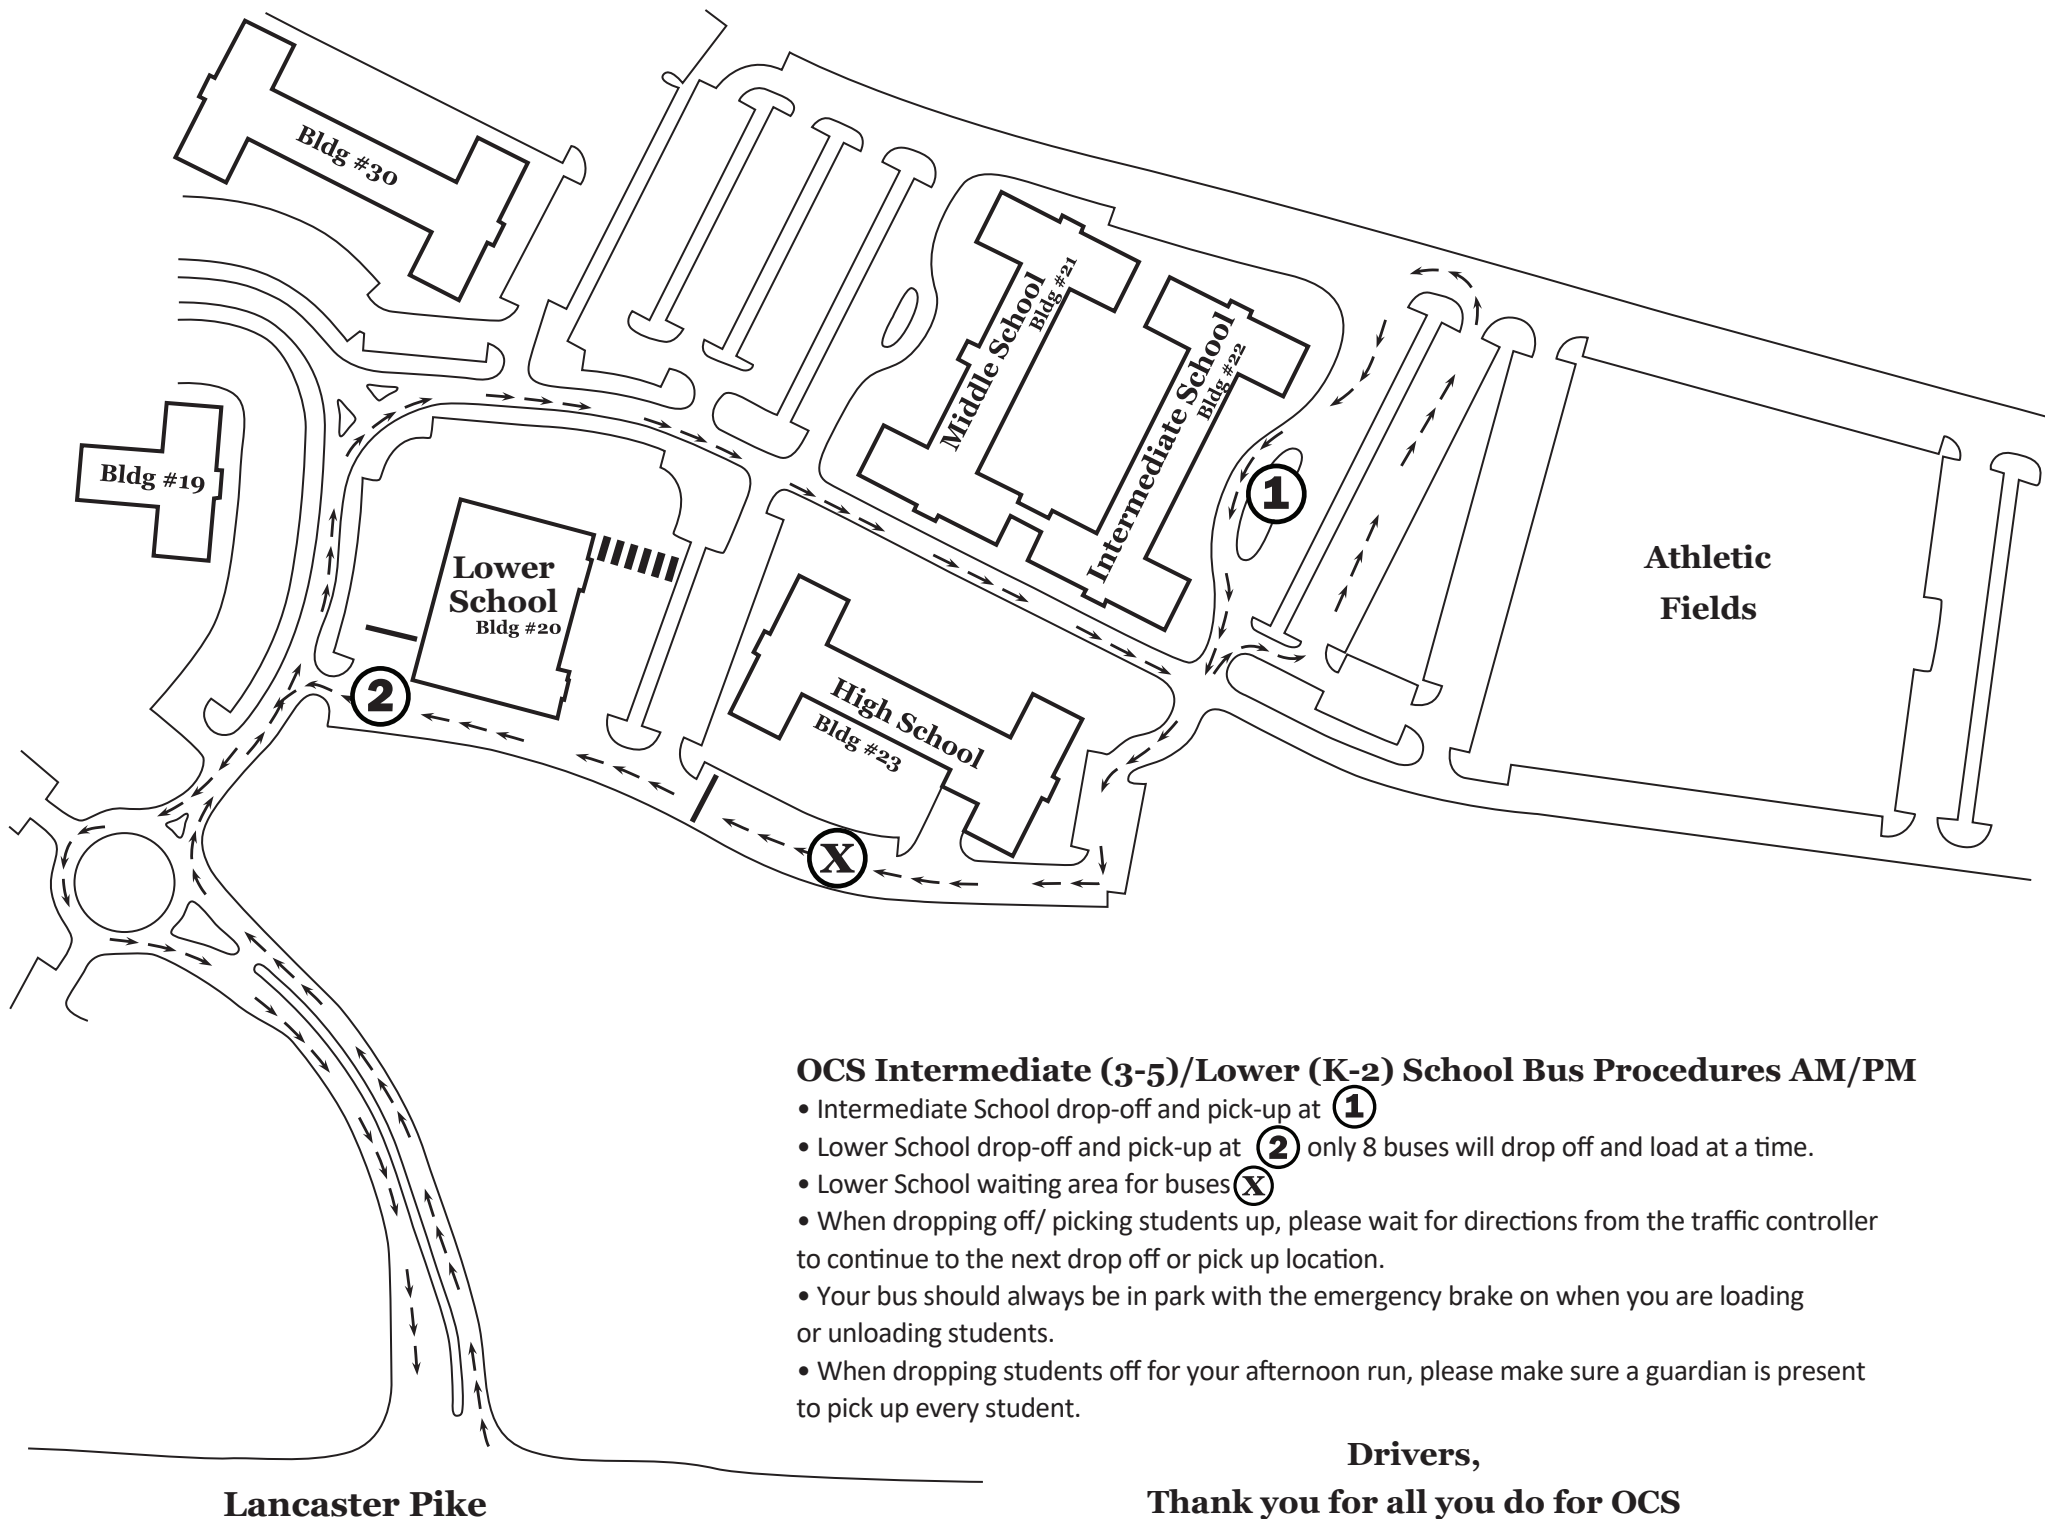 Bldg #30
Middle School
Bldg #21
Intermediate School
Bldg #22
Bldg #19
1
Lower
School
Bldg #20
Athletic
Fields
2
High School
Bldg #23
X
OCS Intermediate (3-5)/Lower (K-2) School Bus Procedures AM/PM
• Intermediate School drop-off and pick-up at 1
• Lower School drop-off and pick-up at 2 only 8 buses will drop off and load at a time.
• Lower School waiting area for buses X
• When dropping off/ picking students up, please wait for directions from the traffic controller
to continue to the next drop off or pick up location.
• Your bus should always be in park with the emergency brake on when you are loading
or unloading students.
• When dropping students off for your afternoon run, please make sure a guardian is present
to pick up every student.
Drivers,
Thank you for all you do for OCS
Lancaster Pike